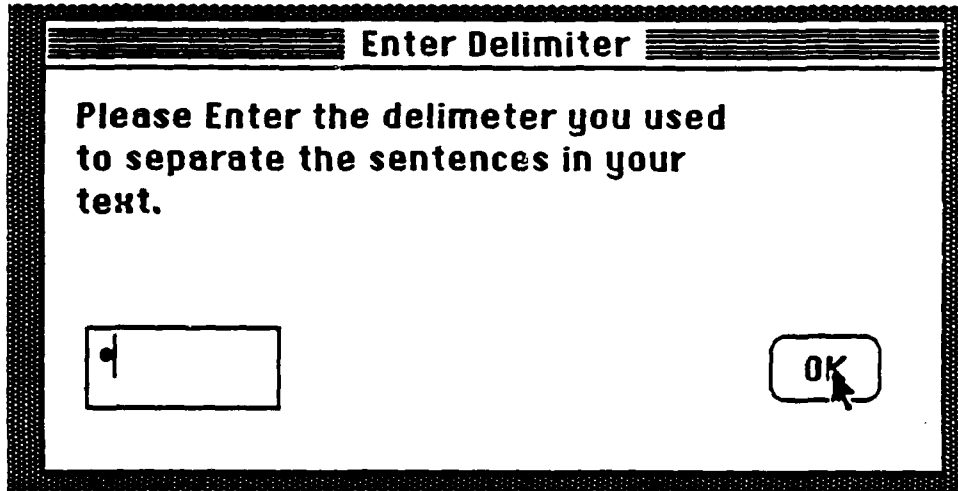 Enter Delimiter
Please Enter the delimeter you used
to separate the sentences in your
text.
•
OK